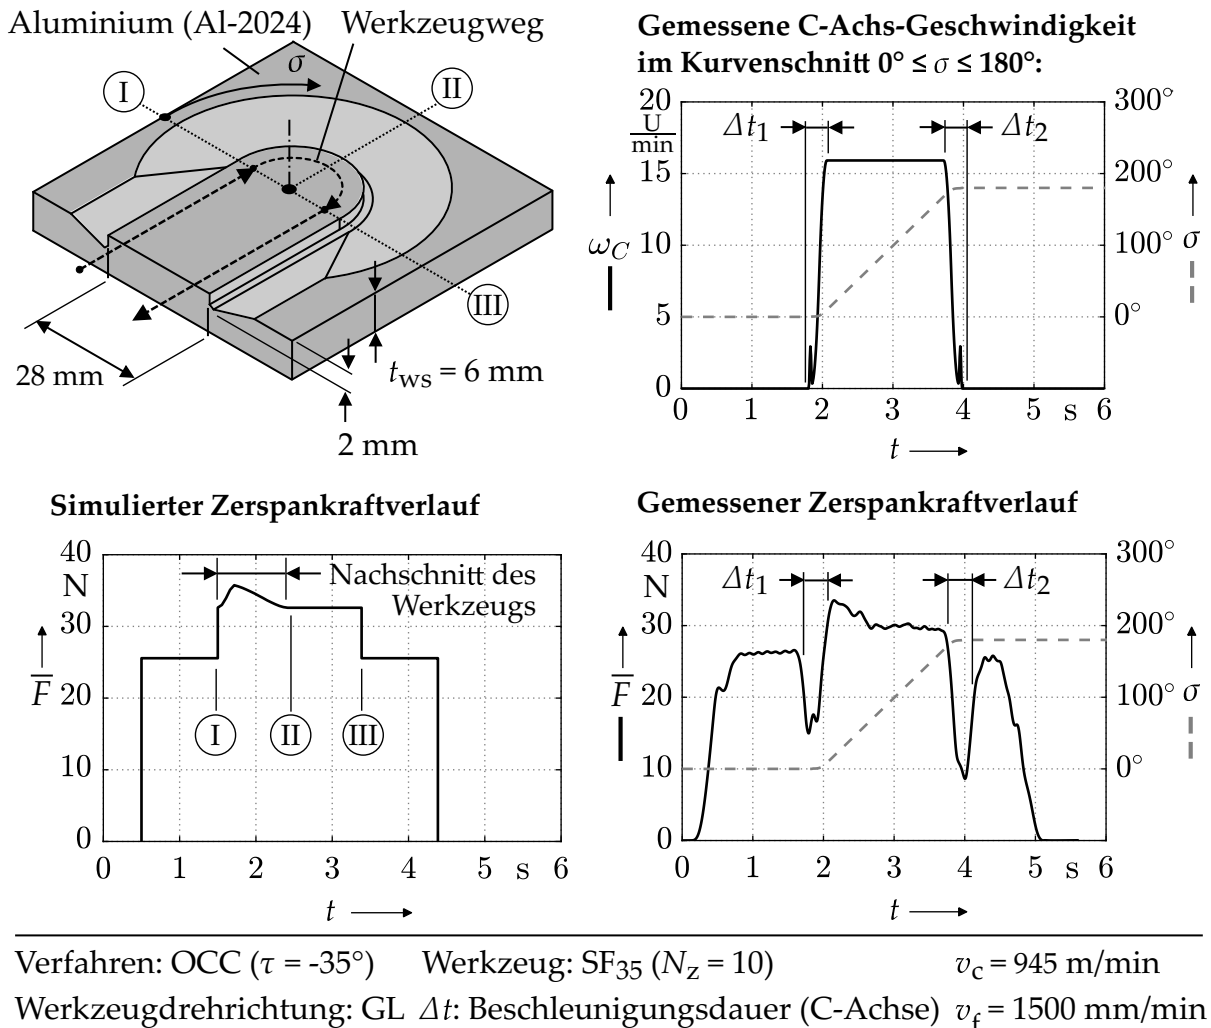 Aluminium (Al-2024)
Werkzeugweg
σ
I
II
III
28 mm
t_ws = 6 mm
2 mm
Gemessene C-Achs-Geschwindigkeit
im Kurvenschnitt 0° ≤ σ ≤ 180°:
20
U/min
15
10
5
0
ω_C
Δt₁
Δt₂
300°
200°
100°
0°
σ
0 1 2 3 4 5 s 6
t
Simulierter Zerspankraftverlauf
40
N
30
20
10
0
F̅
Nachschnitt des
Werkzeugs
I
II
III
0 1 2 3 4 5 s 6
t
Gemessener Zerspankraftverlauf
40
N
30
20
10
0
F̅
Δt₁
Δt₂
300°
200°
100°
0°
σ
0 1 2 3 4 5 s 6
t
Verfahren: OCC (τ = -35°) Werkzeug: SF₃₅ (N_z = 10) v_c = 945 m/min
Werkzeugdrehrichtung: GL Δt: Beschleunigungsdauer (C-Achse) v_f = 1500 mm/min